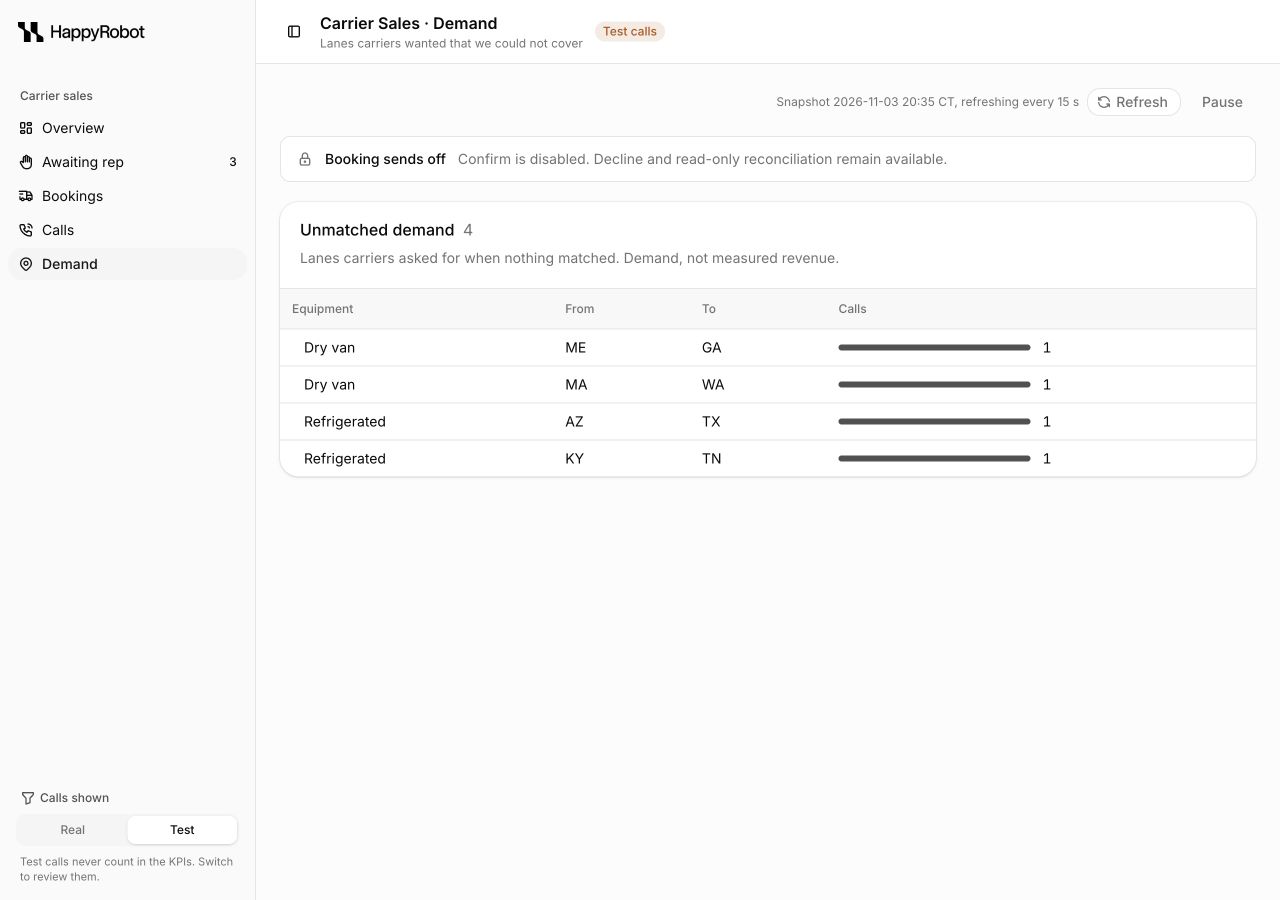 HappyRobot
Carrier Sales · Demand
Lanes carriers wanted that we could not cover
Test calls
Carrier sales
Overview
Awaiting rep 3
Bookings
Calls
Demand
Snapshot 2026-11-03 20:35 CT, refreshing every 15 s
Refresh
Pause
Booking sends off Confirm is disabled. Decline and read-only reconciliation remain available.
Unmatched demand 4
Lanes carriers asked for when nothing matched. Demand, not measured revenue.
Equipment From To Calls
Dry van ME GA 1
Dry van MA WA 1
Refrigerated AZ TX 1
Refrigerated KY TN 1
Calls shown
Real Test
Test calls never count in the KPIs. Switch
to review them.